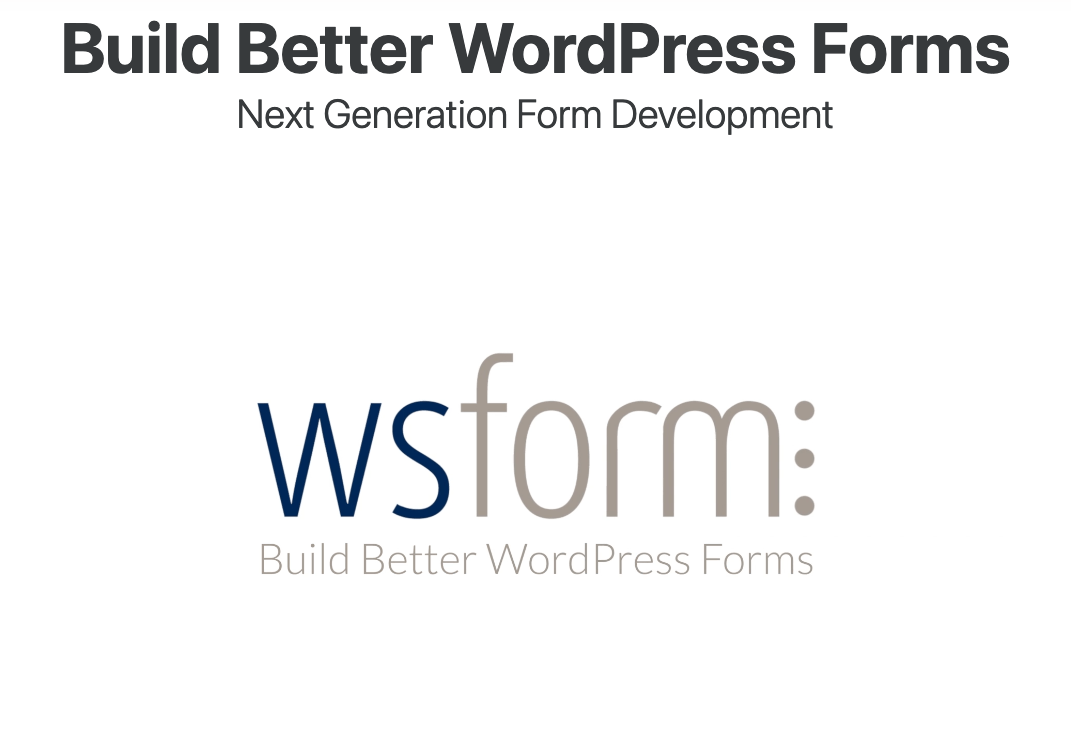 Build Better WordPress Forms
Next Generation Form Development
wsform
Build Better WordPress Forms